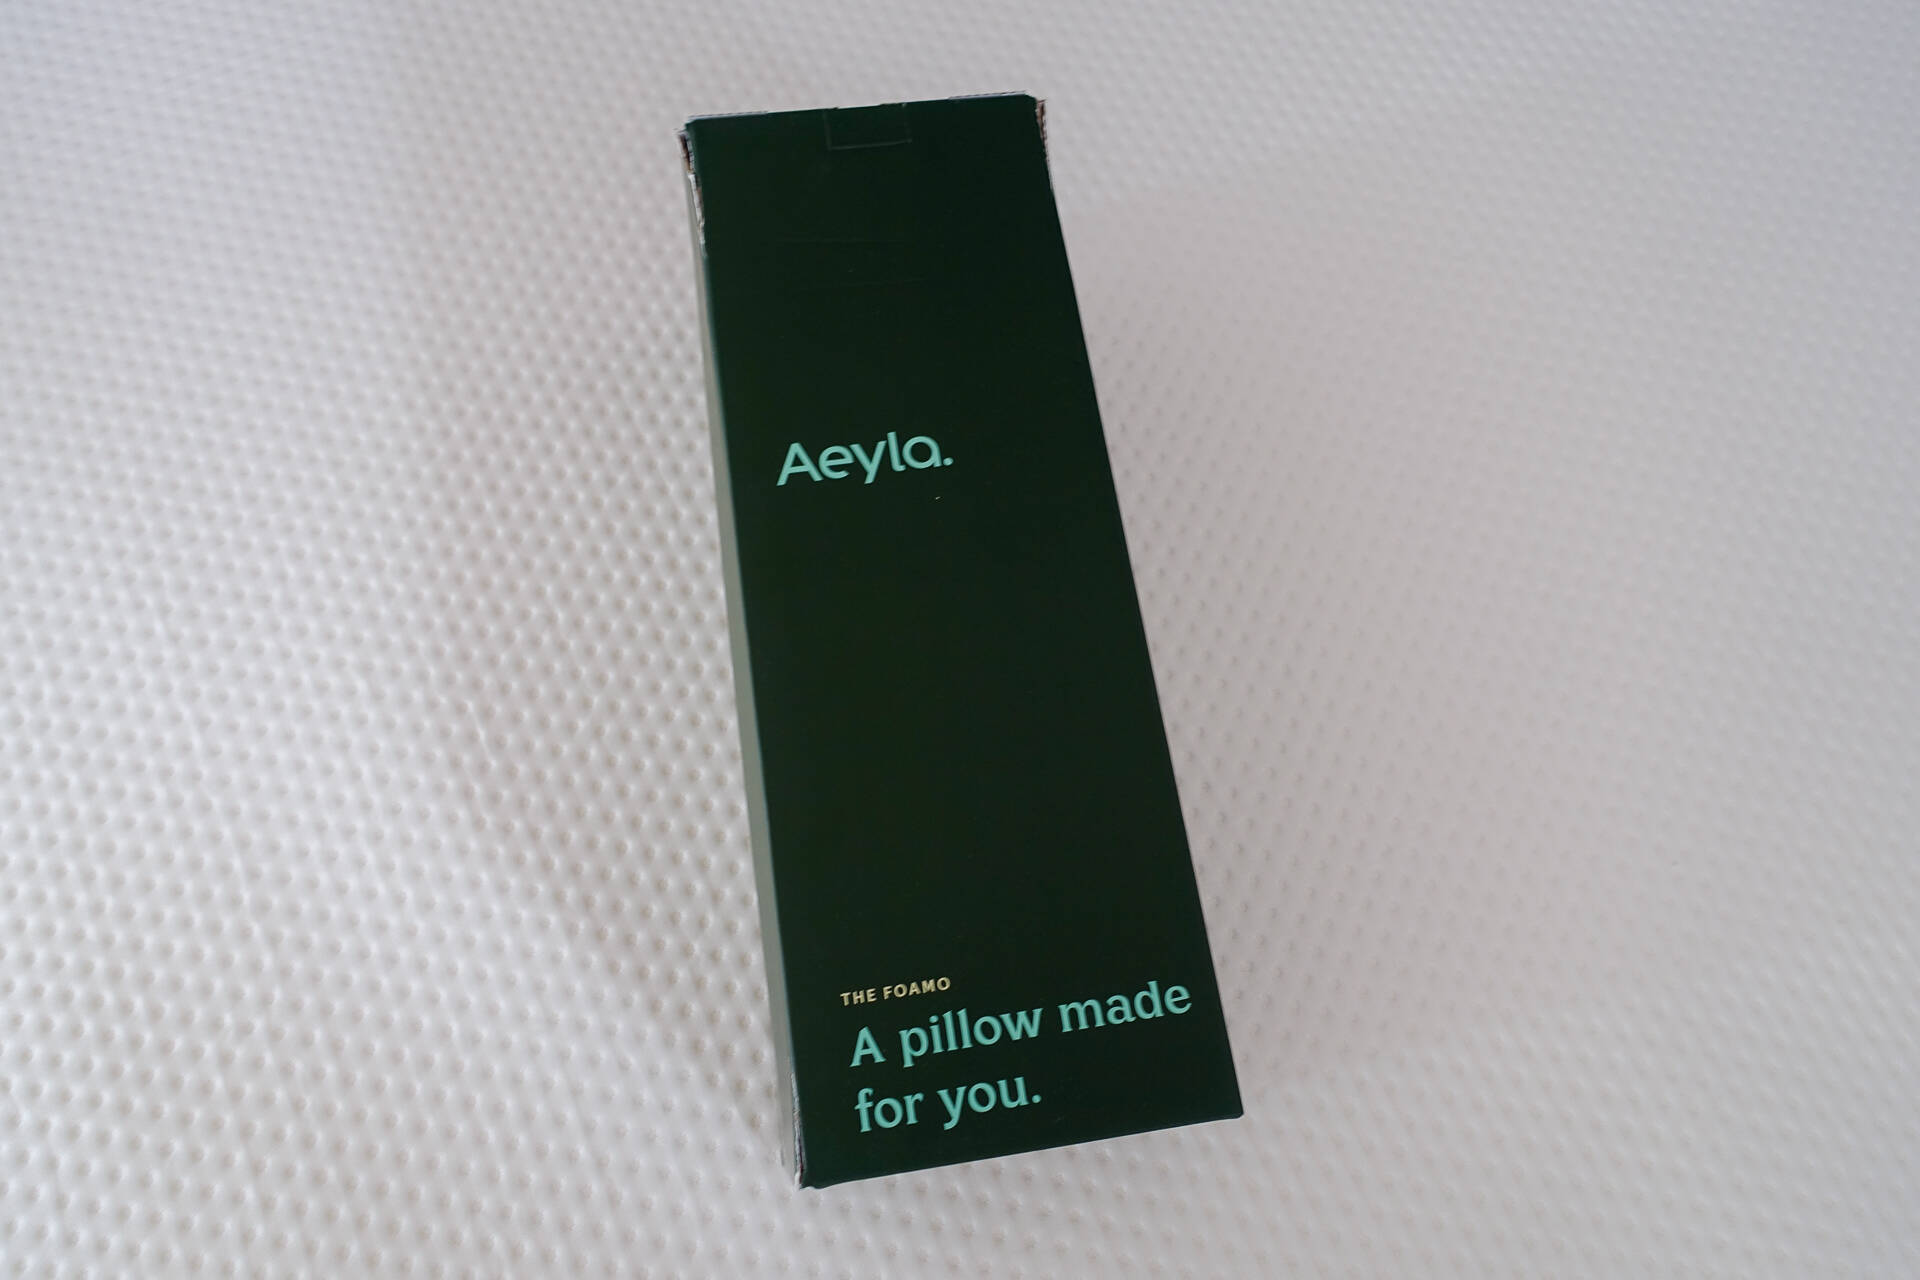 Aeyla.
THE FOAMO
A pillow made
for you.